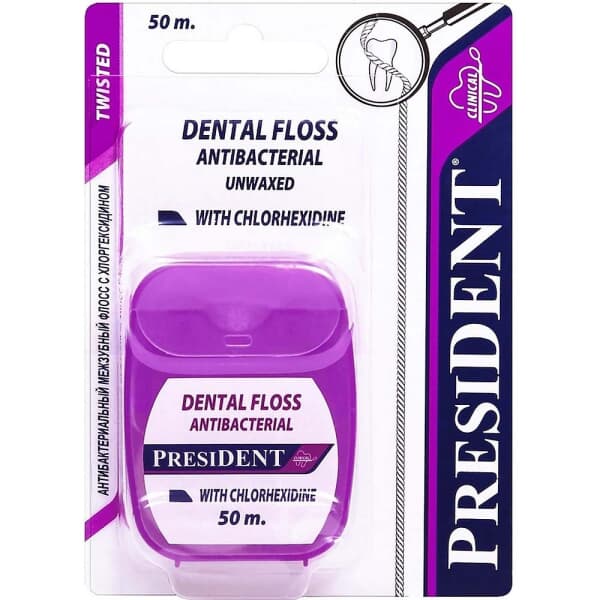 50 m.
TWISTED
АНТИБАКТЕРИАЛЬНЫЙ МЕЖЗУБНЫЙ ФЛОСС С ХЛОРГЕКСИДИНОМ
DENTAL FLOSS
ANTIBACTERIAL
UNWAXED
WITH CHLORHEXIDINE
CLINICAL
PRESIDENT®
DENTAL FLOSS
ANTIBACTERIAL
PRESIDENT
CLINICAL
WITH CHLORHEXIDINE
50 m.